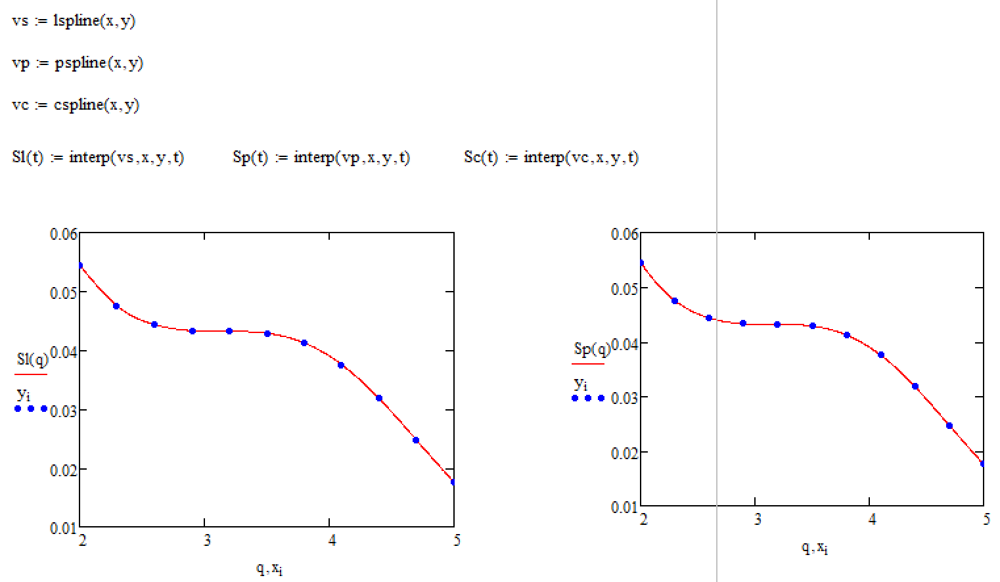 vs := lspline(x,y)
vp := pspline(x,y)
vc := cspline(x,y)
Sl(t) := interp(vs,x,y,t) Sp(t) := interp(vp,x,y,t) Sc(t) := interp(vc,x,y,t)
0.06
0.05
0.04
0.03
0.02
0.01
Sl(q)
yi
2 3 4 5
q,xi
0.06
0.05
0.04
0.03
0.02
0.01
Sp(q)
yi
2 3 4 5
q,xi